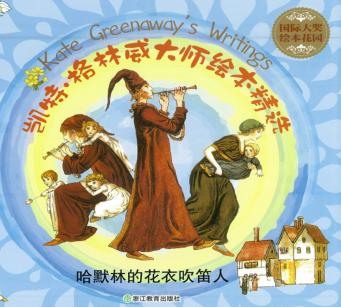 Kate Greenaway's Writings
国际大奖
绘本花园
凯特·格林威大师绘本精选
哈默林的花衣吹笛人
浙江教育出版社